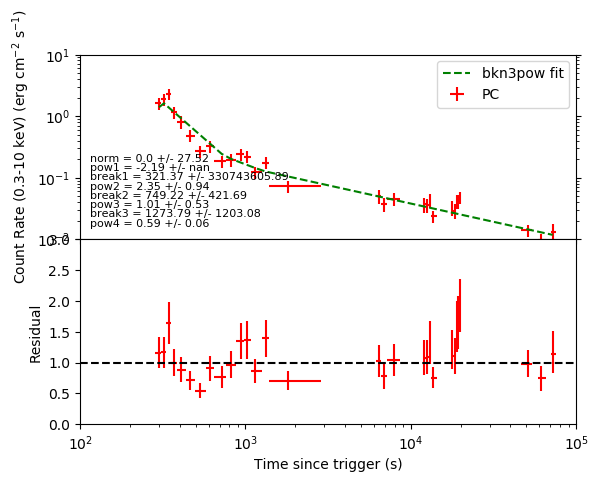 Count Rate (0.3-10 keV) (erg cm⁻² s⁻¹)
10¹
10⁰
10⁻¹
10⁻²
bkn3pow fit
PC
norm = 0.0 +/- 27.52
pow1 = -2.19 +/- nan
break1 = 321.37 +/- 330743605.89
pow2 = 2.35 +/- 0.94
break2 = 749.22 +/- 421.69
pow3 = 1.01 +/- 0.53
break3 = 1273.79 +/- 1203.08
pow4 = 0.59 +/- 0.06
Residual
3.0
2.5
2.0
1.5
1.0
0.5
0.0
10² 10³ 10⁴ 10⁵
Time since trigger (s)